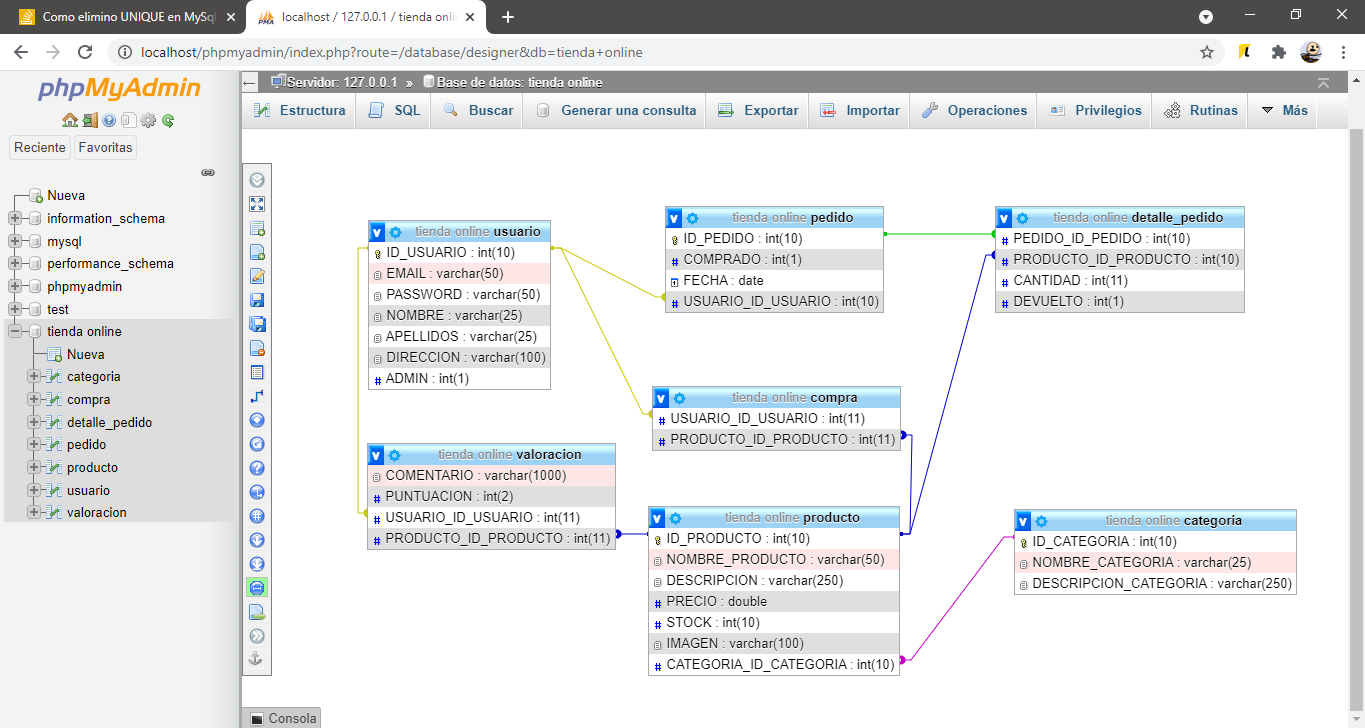 Como elimino UNIQUE en MySql
localhost / 127.0.0.1 / tienda onli
localhost/phpmyadmin/index.php?route=/database/designer&db=tienda+online
phpMyAdmin
Reciente
Favoritas
Nueva
information_schema
mysql
performance_schema
phpmyadmin
test
tienda online
Nueva
categoria
compra
detalle_pedido
pedido
producto
usuario
valoracion
Servidor: 127.0.0.1 » Base de datos: tienda online
Estructura SQL Buscar Generar una consulta Exportar Importar Operaciones Privilegios Rutinas Más
v tienda online usuario
ID_USUARIO : int(10)
EMAIL : varchar(50)
PASSWORD : varchar(50)
NOMBRE : varchar(25)
APELLIDOS : varchar(25)
DIRECCION : varchar(100)
# ADMIN : int(1)
v tienda online pedido
ID_PEDIDO : int(10)
# COMPRADO : int(1)
FECHA : date
# USUARIO_ID_USUARIO : int(10)
v tienda online detalle_pedido
# PEDIDO_ID_PEDIDO : int(10)
# PRODUCTO_ID_PRODUCTO : int(10)
# CANTIDAD : int(11)
# DEVUELTO : int(1)
v tienda online compra
# USUARIO_ID_USUARIO : int(11)
# PRODUCTO_ID_PRODUCTO : int(11)
v tienda online valoracion
COMENTARIO : varchar(1000)
# PUNTUACION : int(2)
# USUARIO_ID_USUARIO : int(11)
# PRODUCTO_ID_PRODUCTO : int(11)
v tienda online producto
ID_PRODUCTO : int(10)
NOMBRE_PRODUCTO : varchar(50)
DESCRIPCION : varchar(250)
# PRECIO : double
# STOCK : int(10)
IMAGEN : varchar(100)
# CATEGORIA_ID_CATEGORIA : int(10)
v tienda online categoria
ID_CATEGORIA : int(10)
NOMBRE_CATEGORIA : varchar(25)
DESCRIPCION_CATEGORIA : varchar(250)
Consola